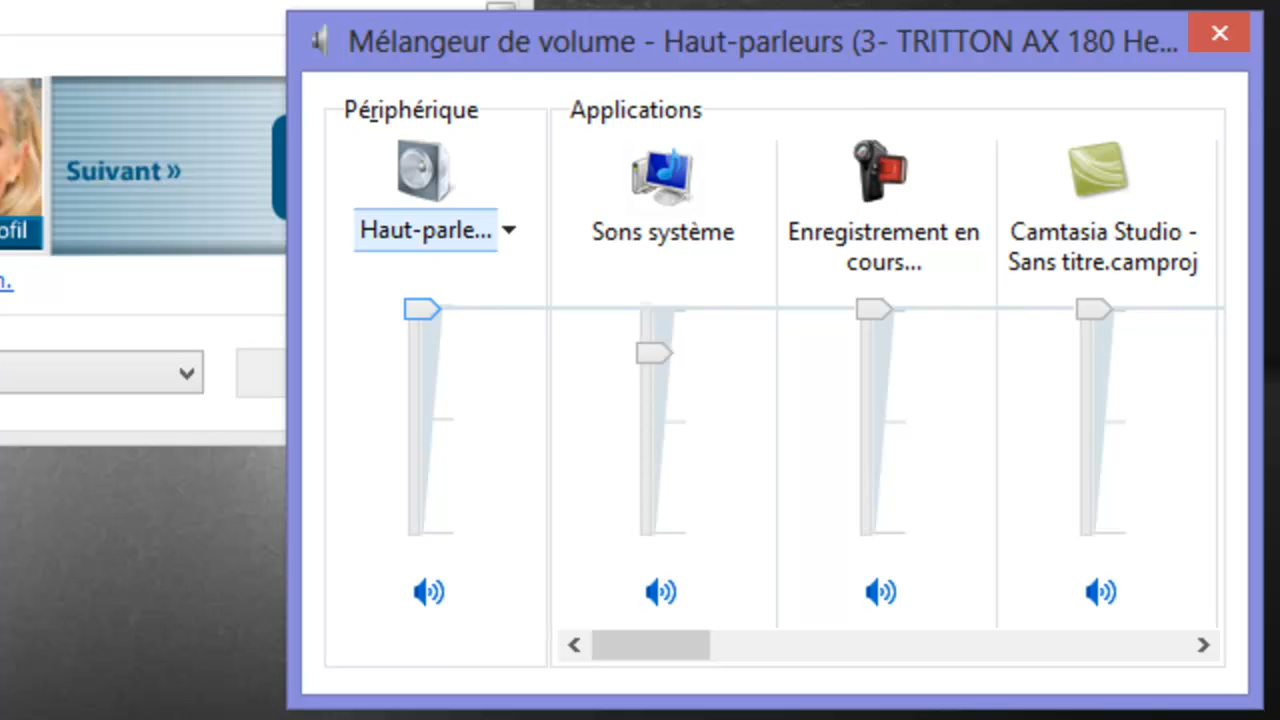 Mélangeur de volume - Haut-parleurs (3- TRITTON AX 180 He...
Périphérique
Applications
Suivant »
ofil
n.
Haut-parle...
Sons système
Enregistrement en
cours...
Camtasia Studio -
Sans titre.camproj